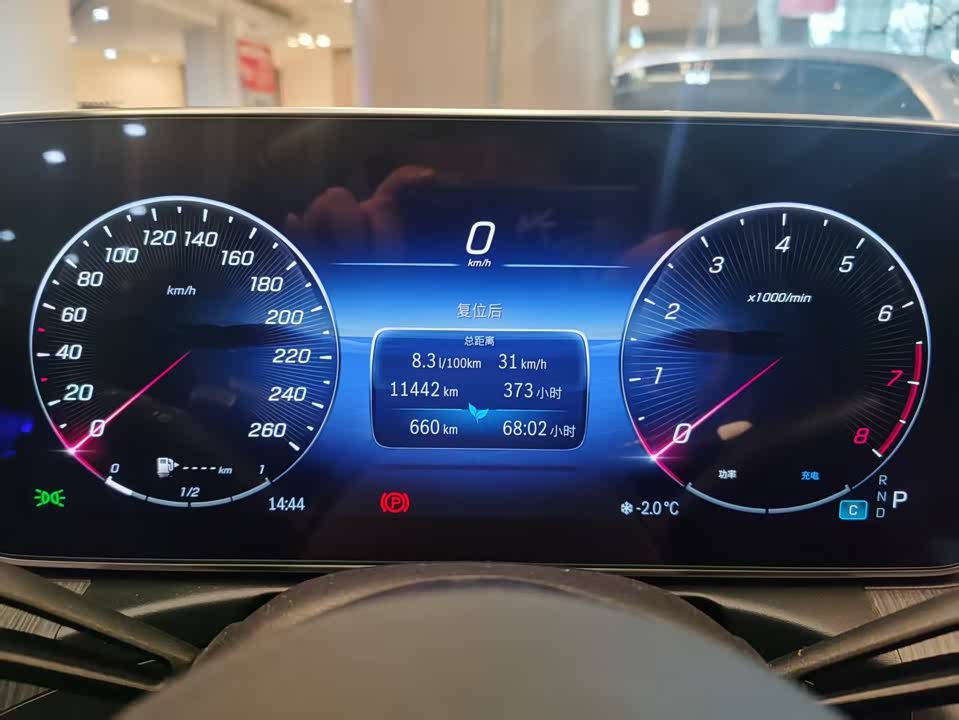 0
km/h
复位后
总距离
8.3 l/100km 31 km/h
11442 km 373 小时
660 km 68:02 小时
0 20 40 60 80 100 120 140 160 180 200 220 240 260
km/h
0 1/2 1
----- km
14:44
P
-2.0°C
0 1 2 3 4 5 6 7 8
x1000/min
功率 充电
C
R
N
D
P